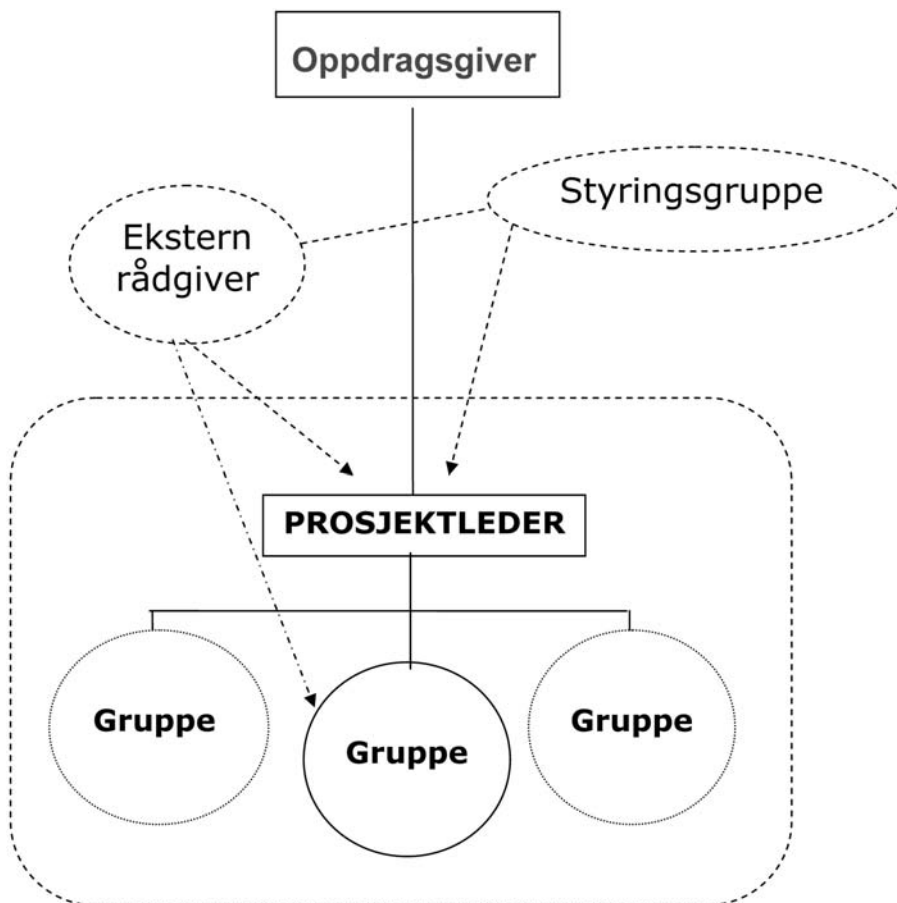 Oppdragsgiver
Styringsgruppe
Ekstern
rådgiver
PROSJEKTLEDER
Gruppe
Gruppe
Gruppe